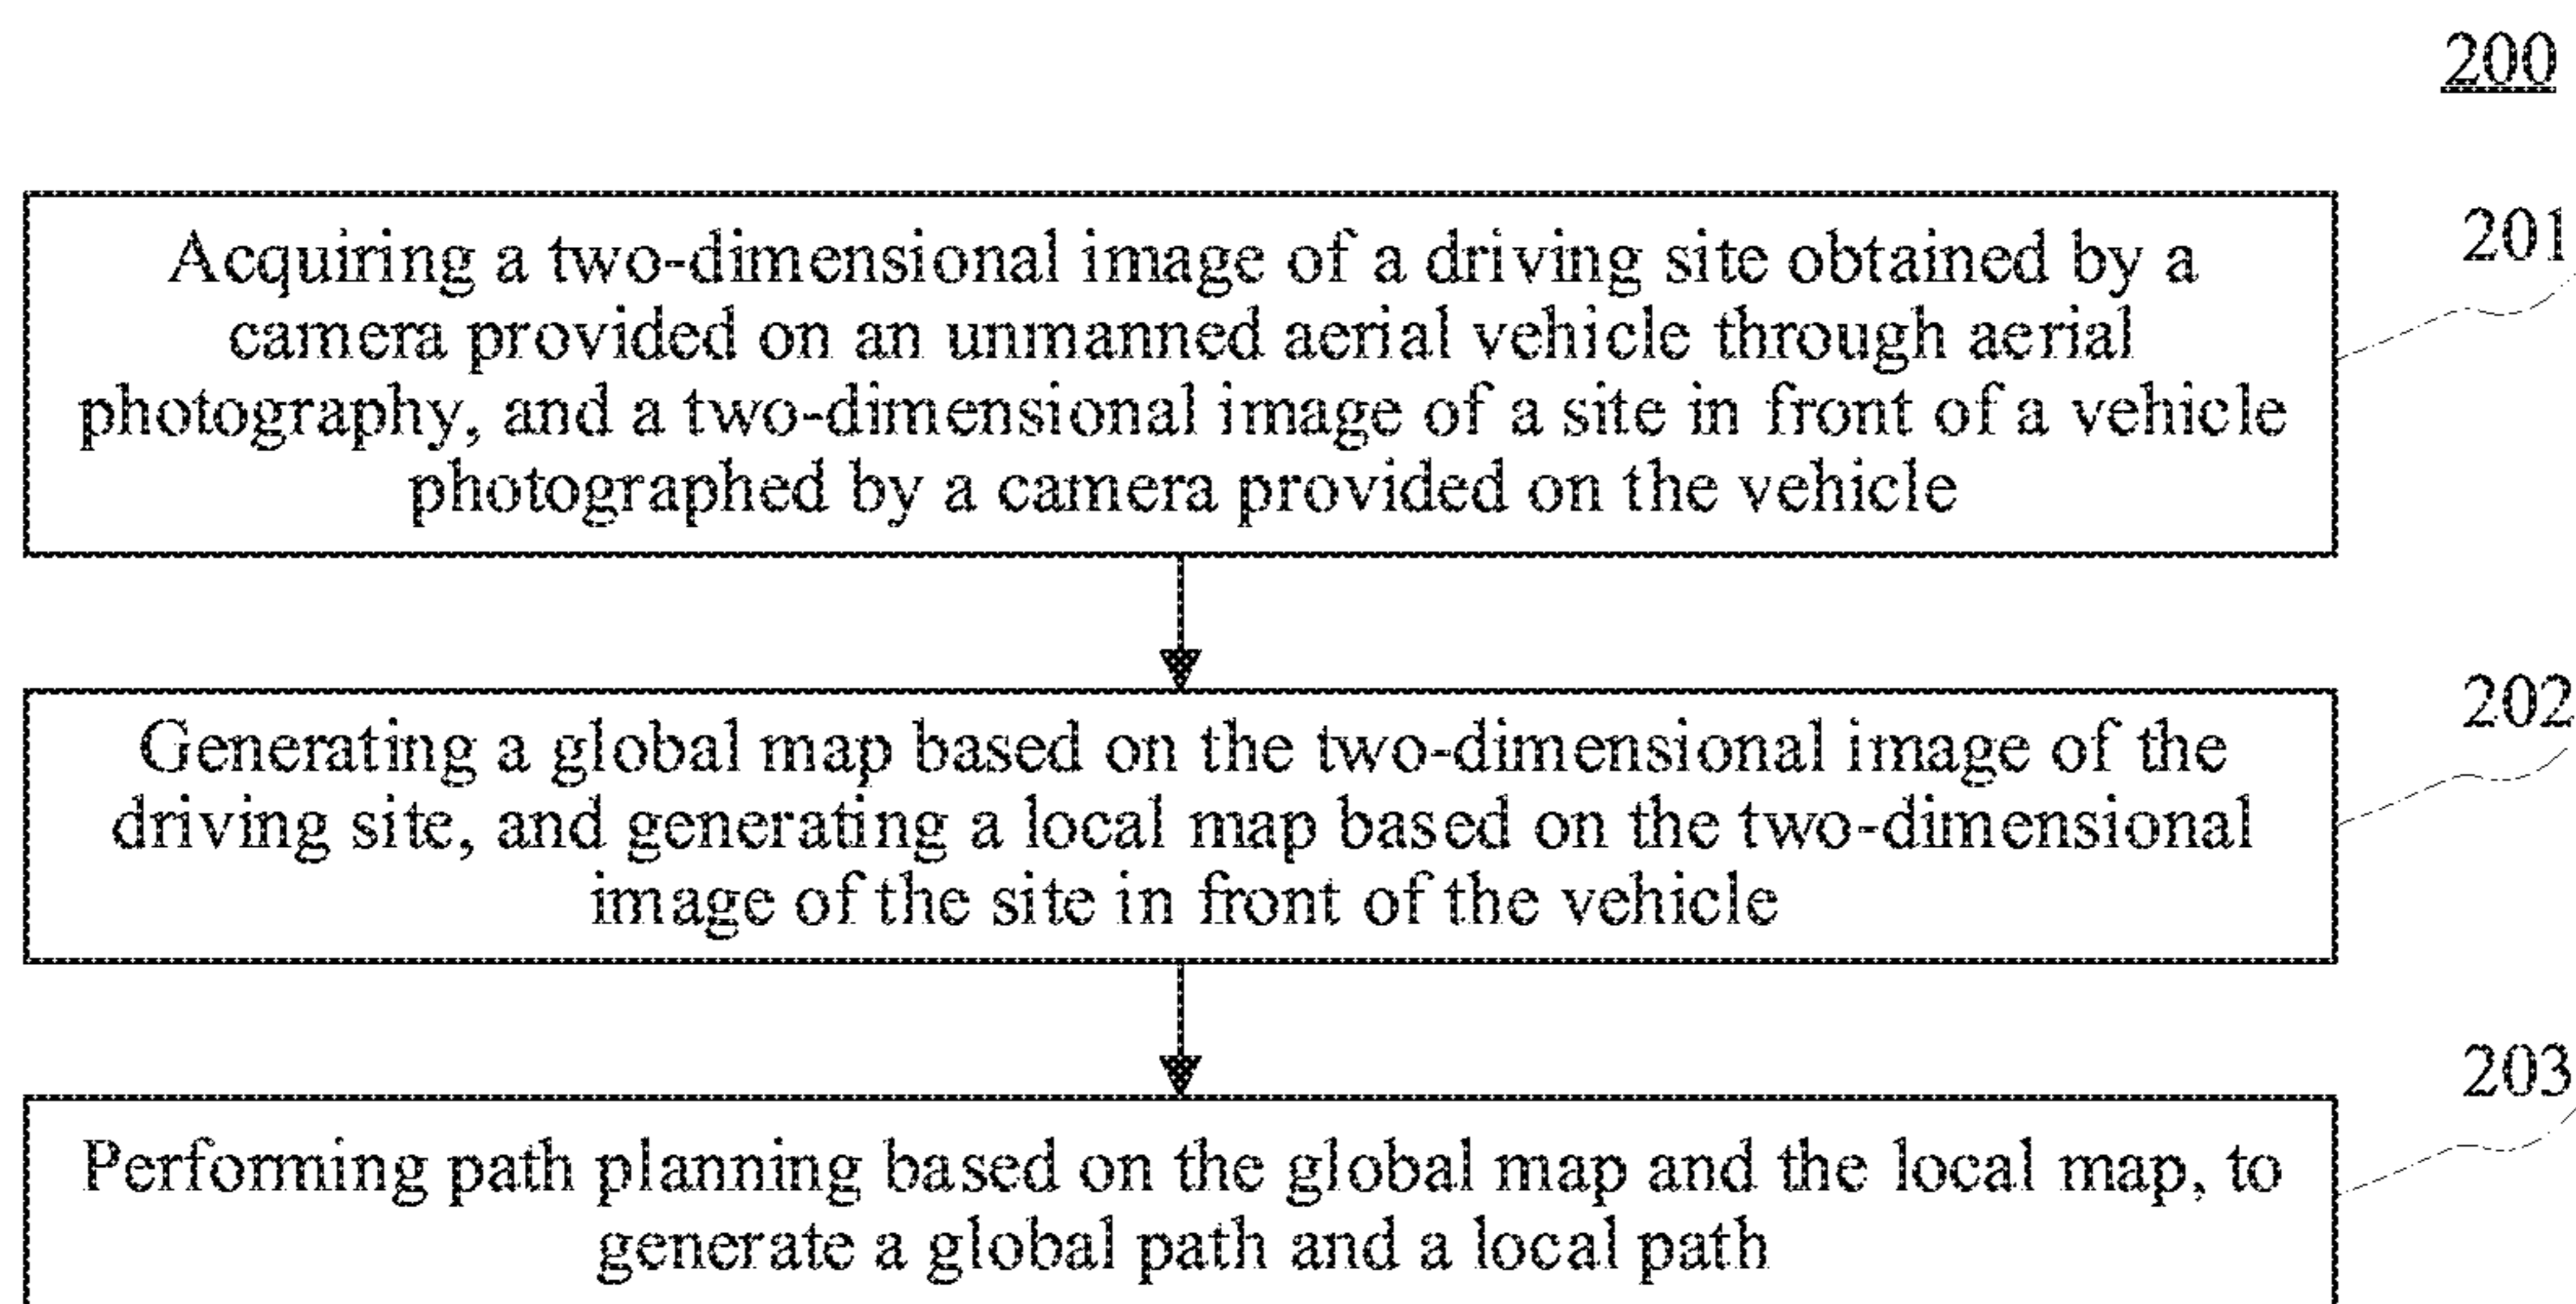 200
201
Acquiring a two-dimensional image of a driving site obtained by a
camera provided on an unmanned aerial vehicle through aerial
photography, and a two-dimensional image of a site in front of a vehicle
photographed by a camera provided on the vehicle
202
Generating a global map based on the two-dimensional image of the
driving site, and generating a local map based on the two-dimensional
image of the site in front of the vehicle
203
Performing path planning based on the global map and the local map, to
generate a global path and a local path